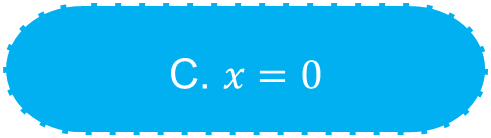 C. x = 0